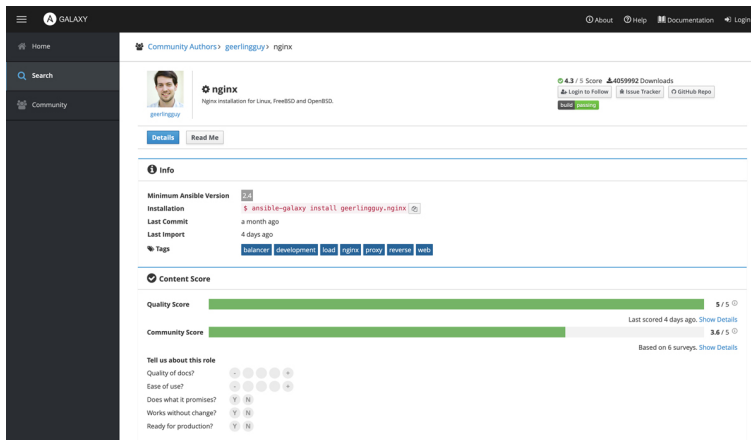 A GALAXY
About Help Documentation Login
Home
Search
Community
Community Authors> geerlingguy> nginx
geerlingguy
nginx
Nginx installation for Linux, FreeBSD and OpenBSD.
4.3 / 5 Score 4059992 Downloads
Login to Follow Issue Tracker GitHub Repo
build passing
Details Read Me
Info
Minimum Ansible Version 2.4
Installation $ ansible-galaxy install geerlingguy.nginx
Last Commit a month ago
Last Import 4 days ago
Tags balancer development load nginx proxy reverse web
Content Score
Quality Score 5 / 5
Last scored 4 days ago. Show Details
Community Score 3.6 / 5
Based on 6 surveys. Show Details
Tell us about this role
Quality of docs? - +
Ease of use? - +
Does what it promises? Y N
Works without change? Y N
Ready for production? Y N